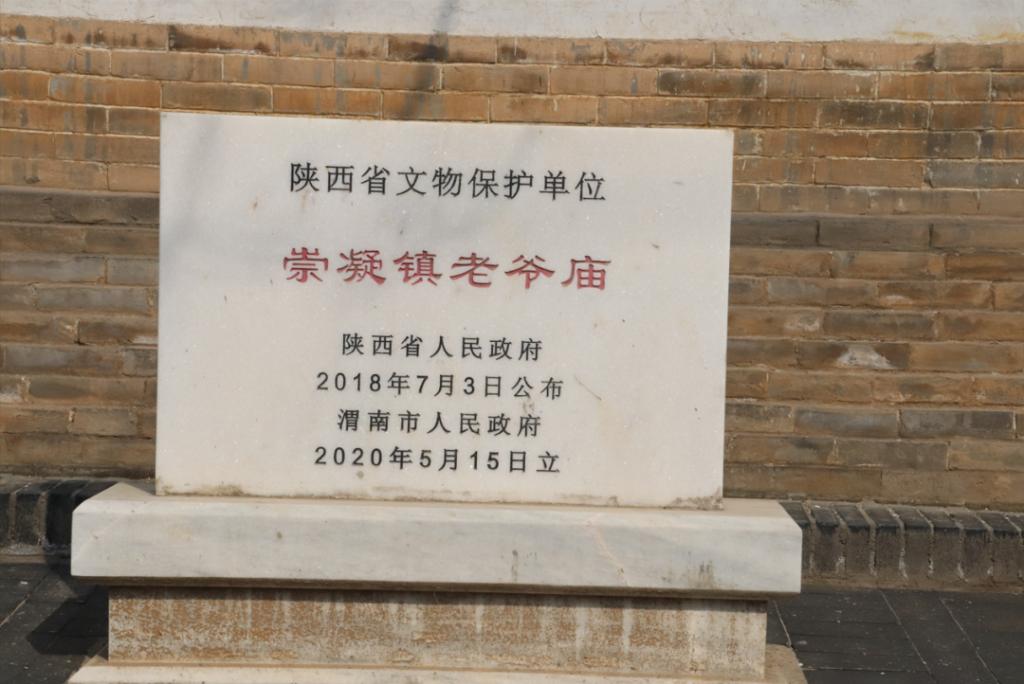 陕西省文物保护单位
崇凝镇老爷庙
陕西省人民政府
2018年7月3日公布
渭南市人民政府
2020年5月15日立